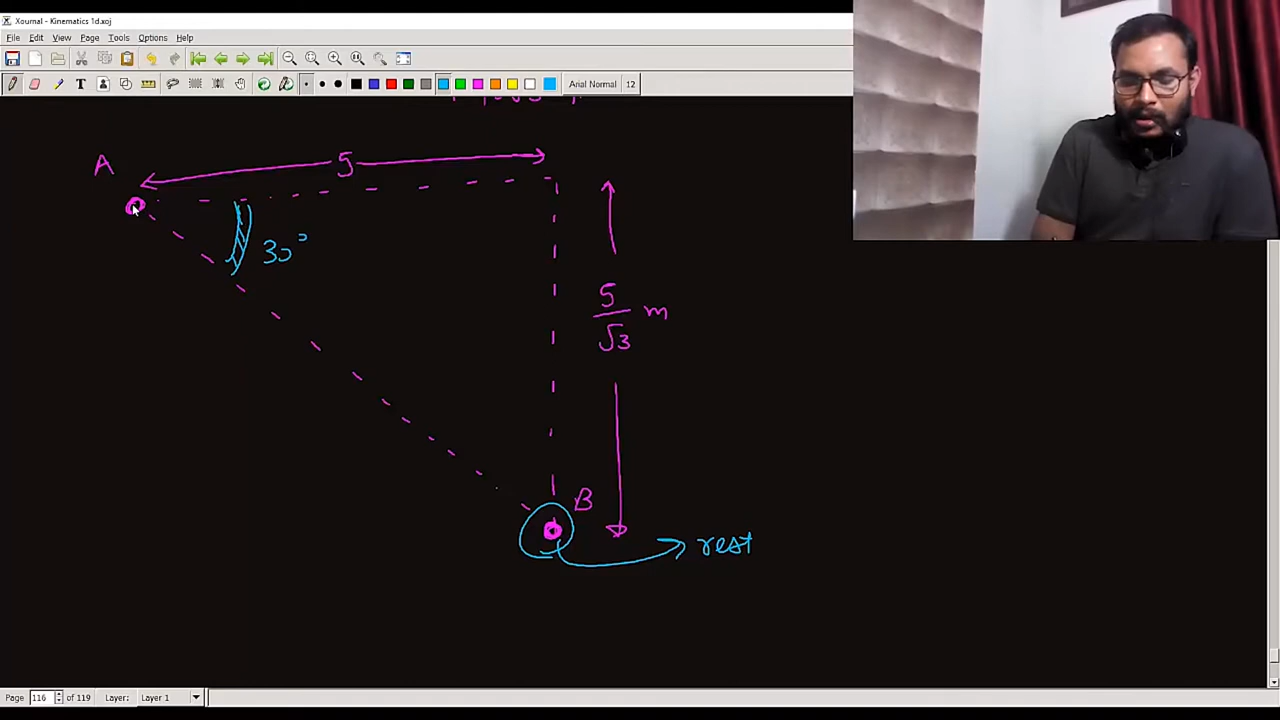 Xournal - Kinematics 1d.xoj
File Edit View Page Tools Options Help
T Arial Normal 12
A
5
30°
5/√3 m
B
rest
Page 116 of 119 Layer: Layer 1